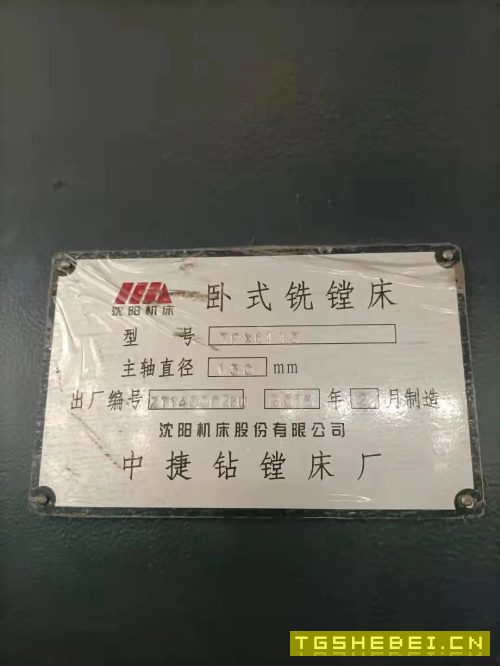 沈阳机床
卧式铣镗床
型 号
主轴直径 130 mm
出厂编号 年 月制造
沈阳机床股份有限公司
中捷钻镗床厂
TGSHEBEI.CN